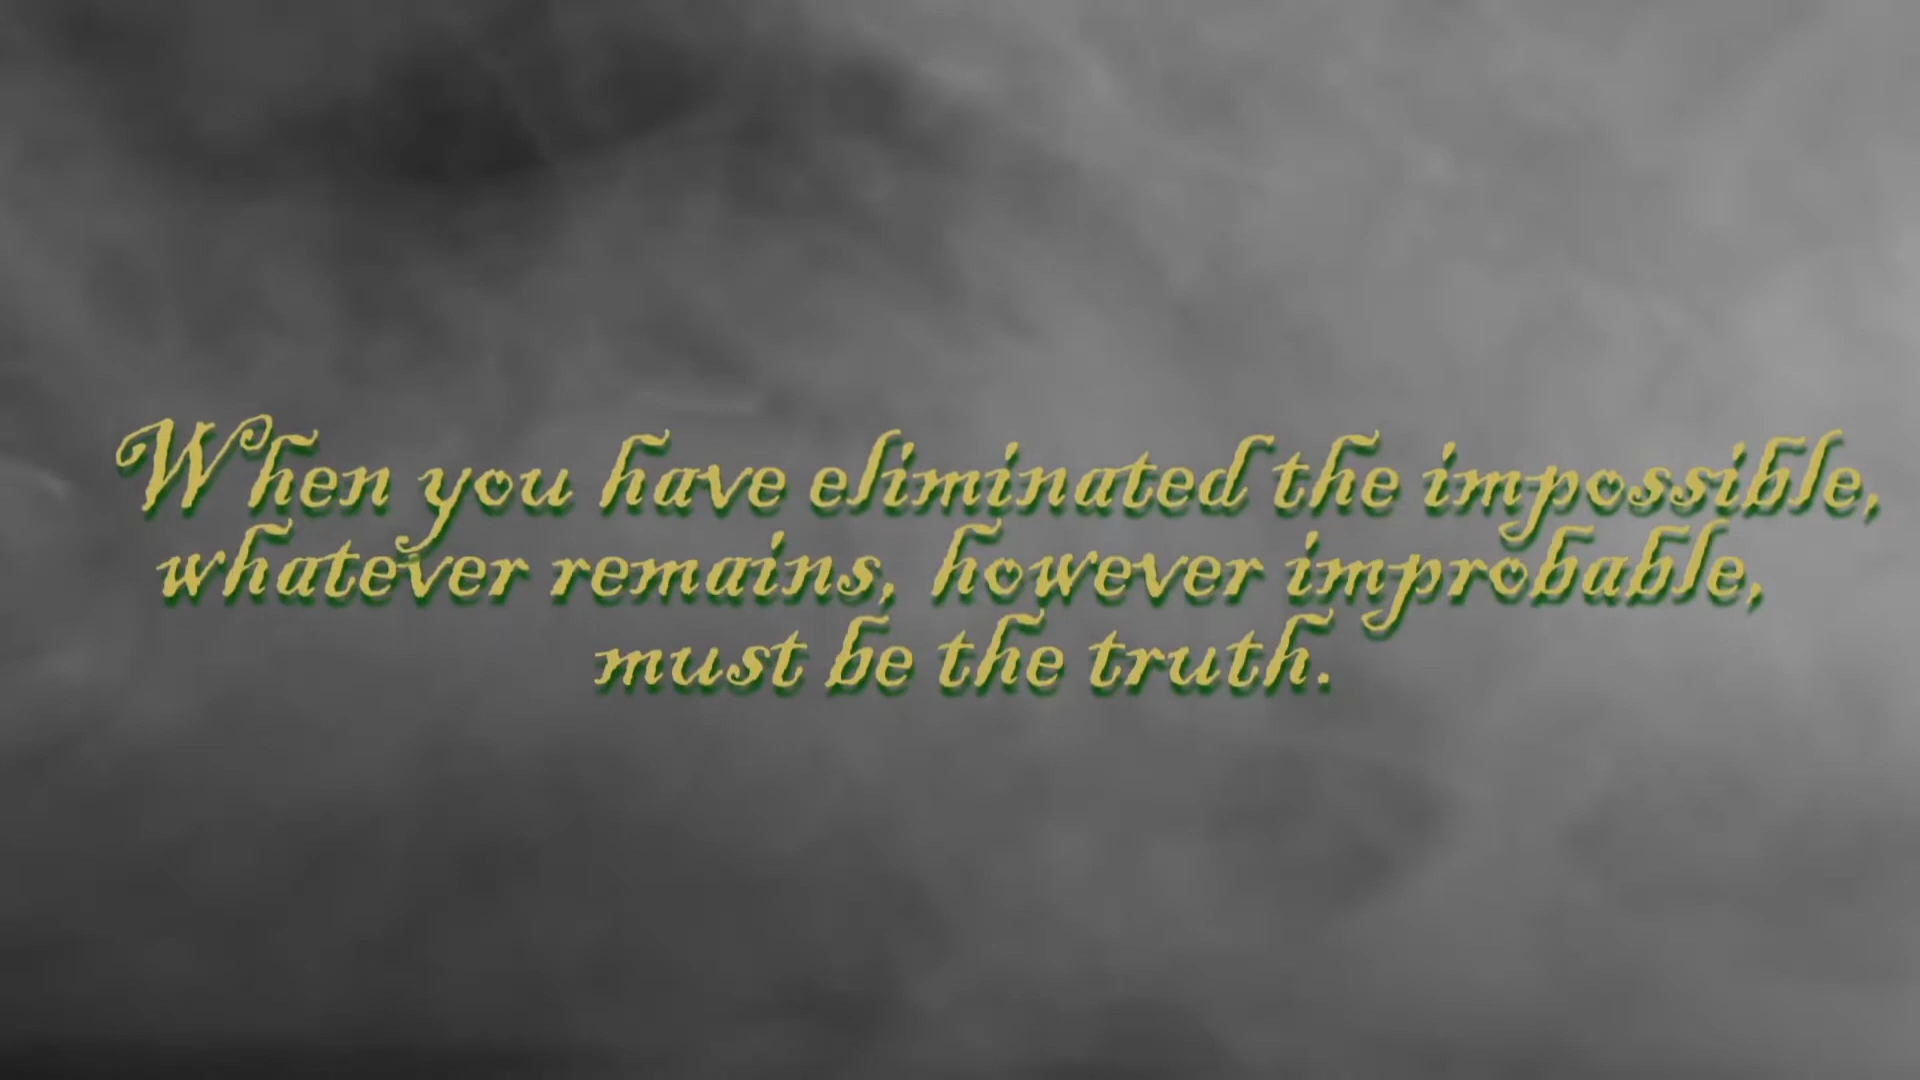 When you have eliminated the impossible,
whatever remains, however improbable,
must be the truth.